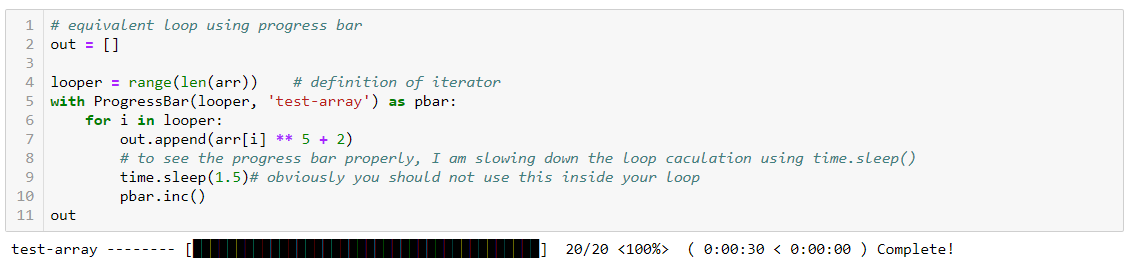 1 # equivalent loop using progress bar
2 out = []
3
4 looper = range(len(arr))    # definition of iterator
5 with ProgressBar(looper, 'test-array') as pbar:
6     for i in looper:
7         out.append(arr[i] ** 5 + 2)
8         # to see the progress bar properly, I am slowing down the loop caculation using time.sleep()
9         time.sleep(1.5)# obviously you should not use this inside your loop
10         pbar.inc()
11 out
test-array -------- [████████████████████████████████████████]  20/20 <100%>  ( 0:00:30 < 0:00:00 ) Complete!